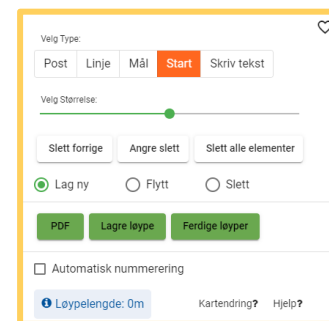 Velg Type:
Post Linje Mål Start Skriv tekst
Velg Størrelse:
Slett forrige Angre slett Slett alle elementer
Lag ny Flytt Slett
PDF Lagre løype Ferdige løyper
Automatisk nummerering
Løypelengde: 0m Kartendring? Hjelp?